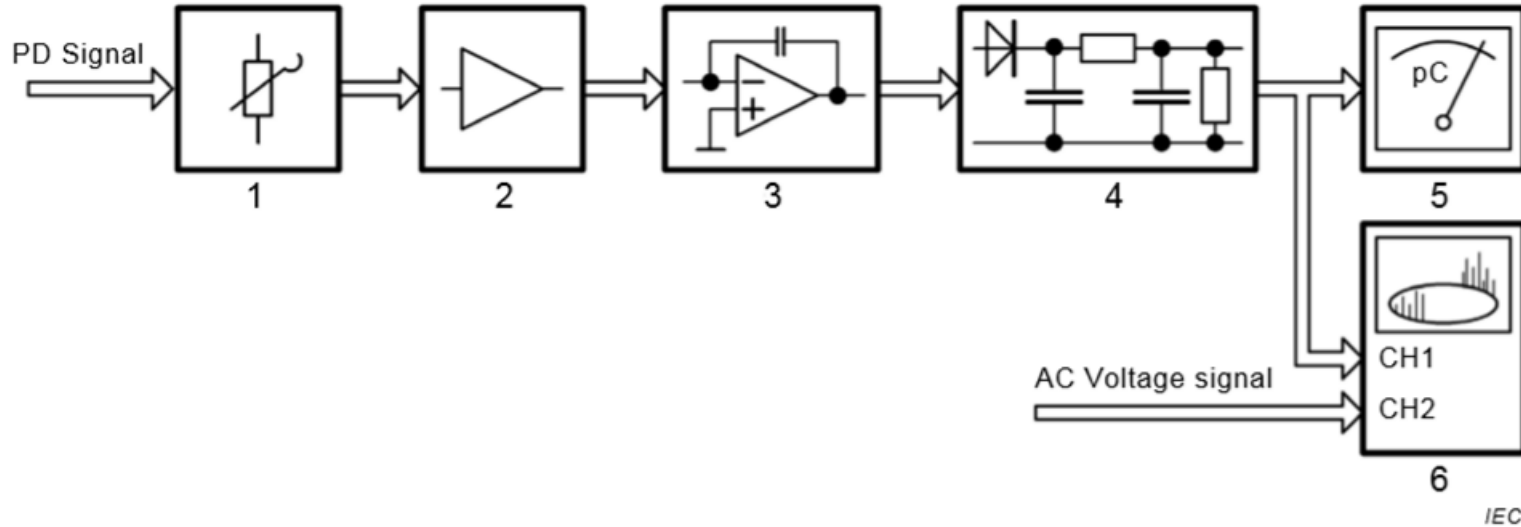 PD Signal
1
2
3
4
pC
5
CH1
AC Voltage signal
CH2
6
IEC